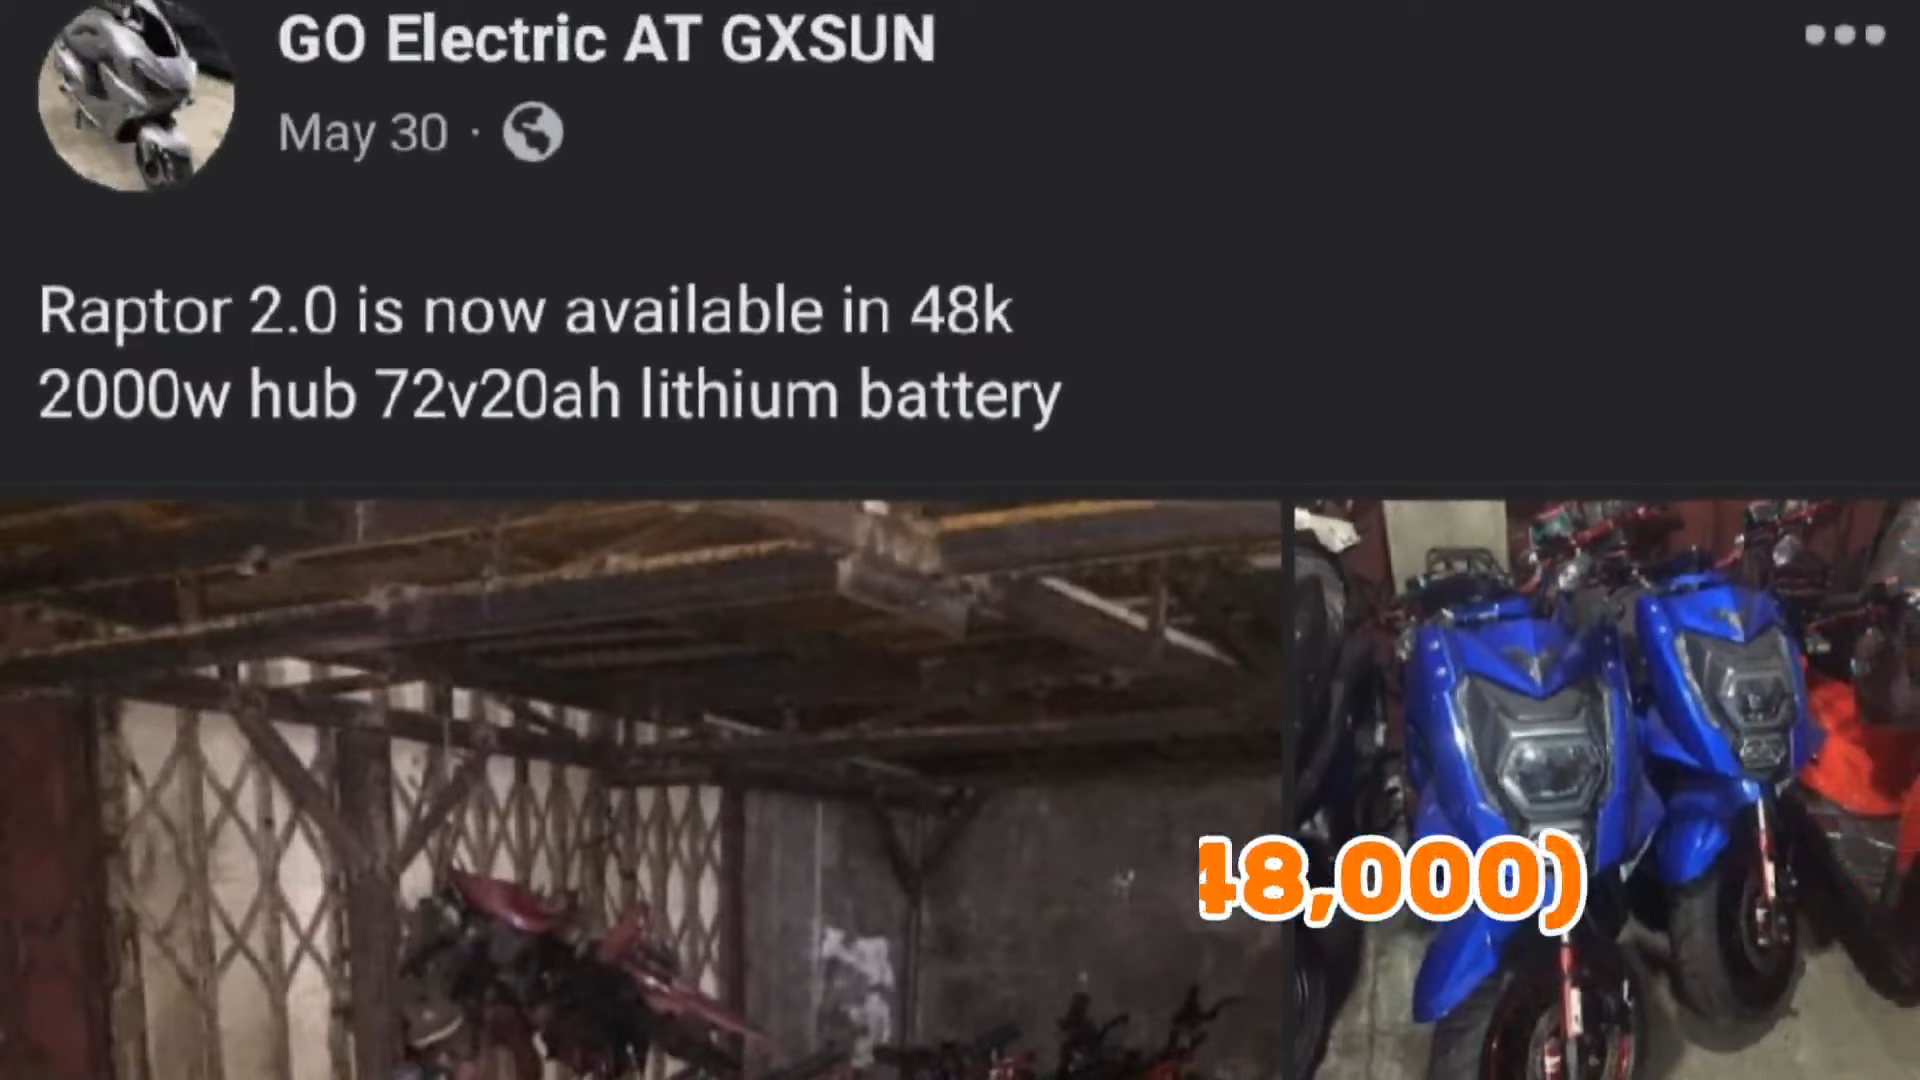 GO Electric AT GXSUN
May 30 ·
Raptor 2.0 is now available in 48k
2000w hub 72v20ah lithium battery
48,000)